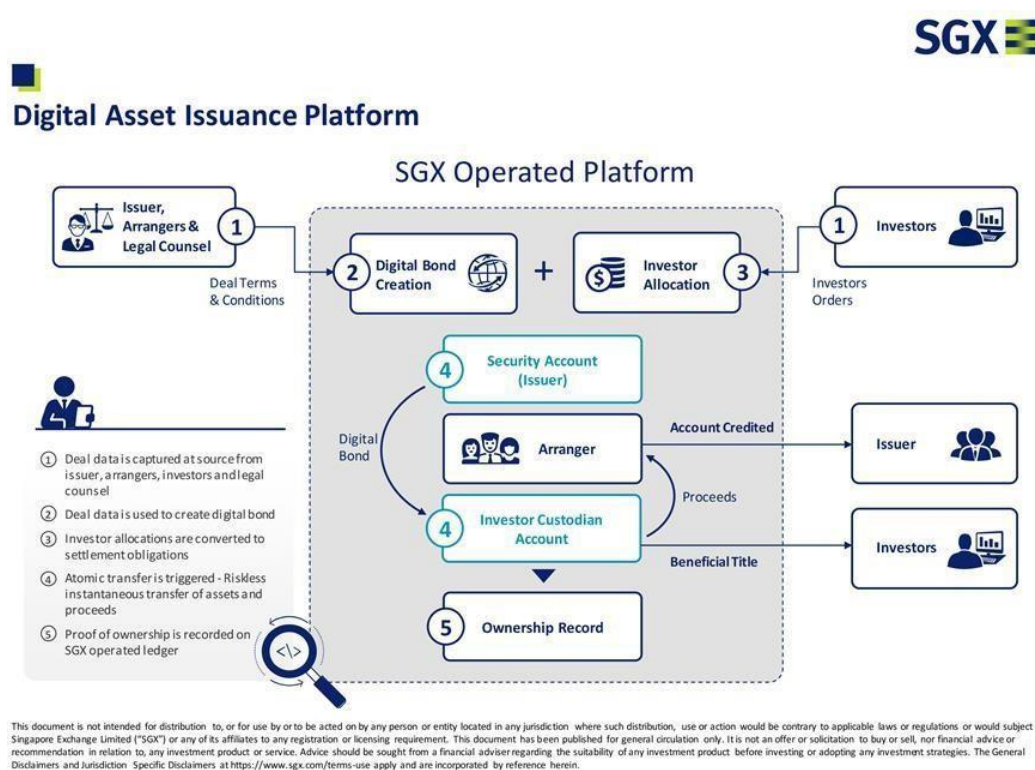 SGX
Digital Asset Issuance Platform
SGX Operated Platform
Issuer,
Arrangers &
Legal Counsel
1
Deal Terms
& Conditions
2
Digital Bond
Creation
+
$
Investor
Allocation
3
1
Investors
Investors
Orders
4
Security Account
(Issuer)
Digital
Bond
Arranger
Account Credited
Issuer
Proceeds
4
Investor Custodian
Account
Beneficial Title
Investors
5
Ownership Record
1 Deal data is captured at source from
issuer, arrangers, investors and legal
counsel
2 Deal data is used to create digital bond
3 Investor allocations are converted to
settlement obligations
4 Atomic transfer is triggered - Riskless
instantaneous transfer of assets and
proceeds
5 Proof of ownership is recorded on
SGX operated ledger
<\>
This document is not intended for distribution to, or for use by or to be acted on by any person or entity located in any jurisdiction where such distribution, use or action would be contrary to applicable laws or regulations or would subject
Singapore Exchange Limited ("SGX") or any of its affiliates to any registration or licensing requirement. This document has been published for general circulation only. It is not an offer or solicitation to buy or sell, nor financial advice or
recommendation in relation to, any investment product or service. Advice should be sought from a financial adviser regarding the suitability of any investment product before investing or adopting any investment strategies. The General
Disclaimers and Jurisdiction Specific Disclaimers at https://www.sgx.com/terms-use apply and are incorporated by reference herein.